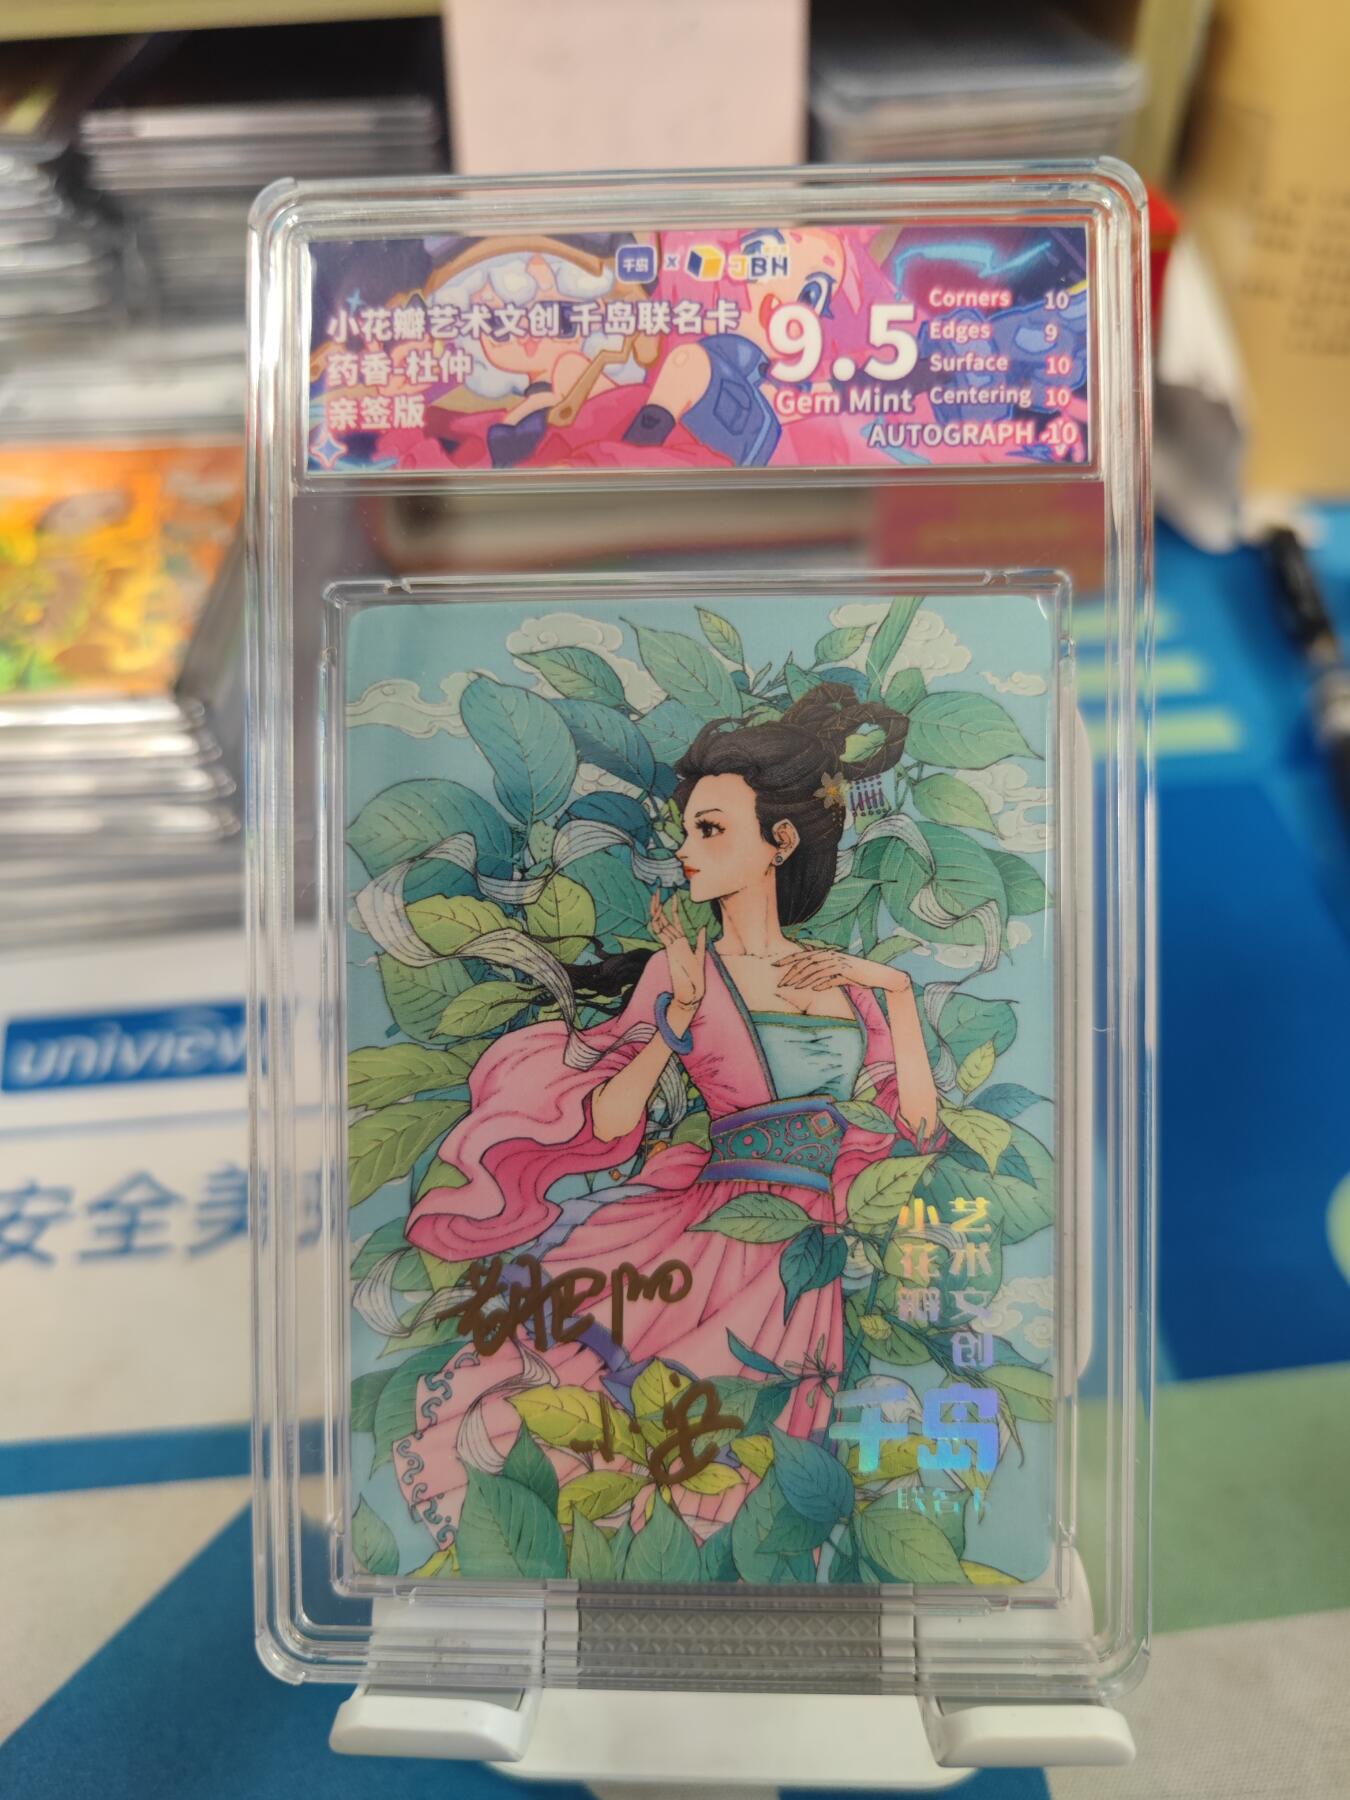 千岛 x JBH
小花瓣艺术文创 千岛联名卡
药香-杜仲
亲签版
9.5
Gem Mint
Corners 10
Edges 9
Surface 10
Centering 10
AUTOGRAPH 10
小花瓣
艺术文创
千岛
联名卡
uniview
安全美